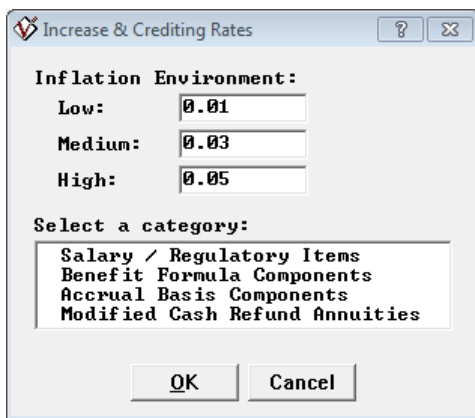 Increase & Crediting Rates
Inflation Environment:
Low: 0.01
Medium: 0.03
High: 0.05
Select a category:
Salary / Regulatory Items
Benefit Formula Components
Accrual Basis Components
Modified Cash Refund Annuities
OK Cancel